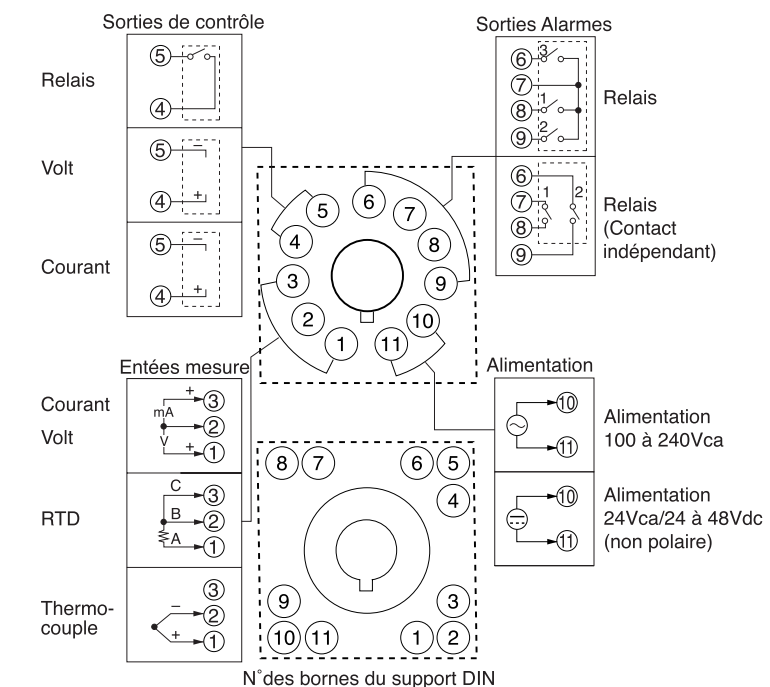 Sorties de contrôle
Relais
5
4
Volt
5
−
4
+
Courant
5
−
4
+
Sorties Alarmes
6
3
7
8
1
9
2
Relais
6
7
1
2
8
9
Relais
(Contact
indépendant)
5
6
7
4
8
3
9
2
10
1
11
Entées mesure
Courant
Volt
+
3
mA
2
V
+
1
RTD
C
3
B
2
A
1
Thermo-
couple
3
−
2
+
1
Alimentation
10
11
Alimentation
100 à 240Vca
10
11
Alimentation
24Vca/24 à 48Vdc
(non polaire)
8
7
6
5
4
9
3
10
11
1
2
N°des bornes du support DIN